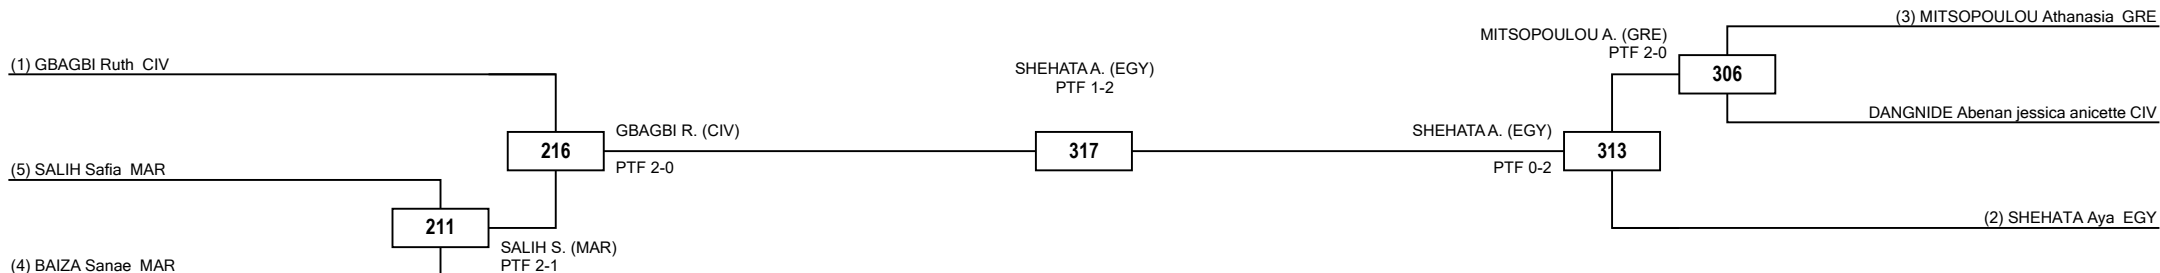 (3) MITSOPOULOU Athanasia GRE
MITSOPOULOU A. (GRE)
PTF 2-0
(1) GBAGBI Ruth CIV
SHEHATA A. (EGY)
PTF 1-2
306
DANGNIDE Abenan jessica anicette CIV
GBAGBI R. (CIV)
SHEHATA A. (EGY)
216
317
313
(5) SALIH Safia MAR
PTF 2-0
PTF 0-2
(2) SHEHATA Aya EGY
211
SALIH S. (MAR)
(4) BAIZA Sanae MAR
PTF 2-1